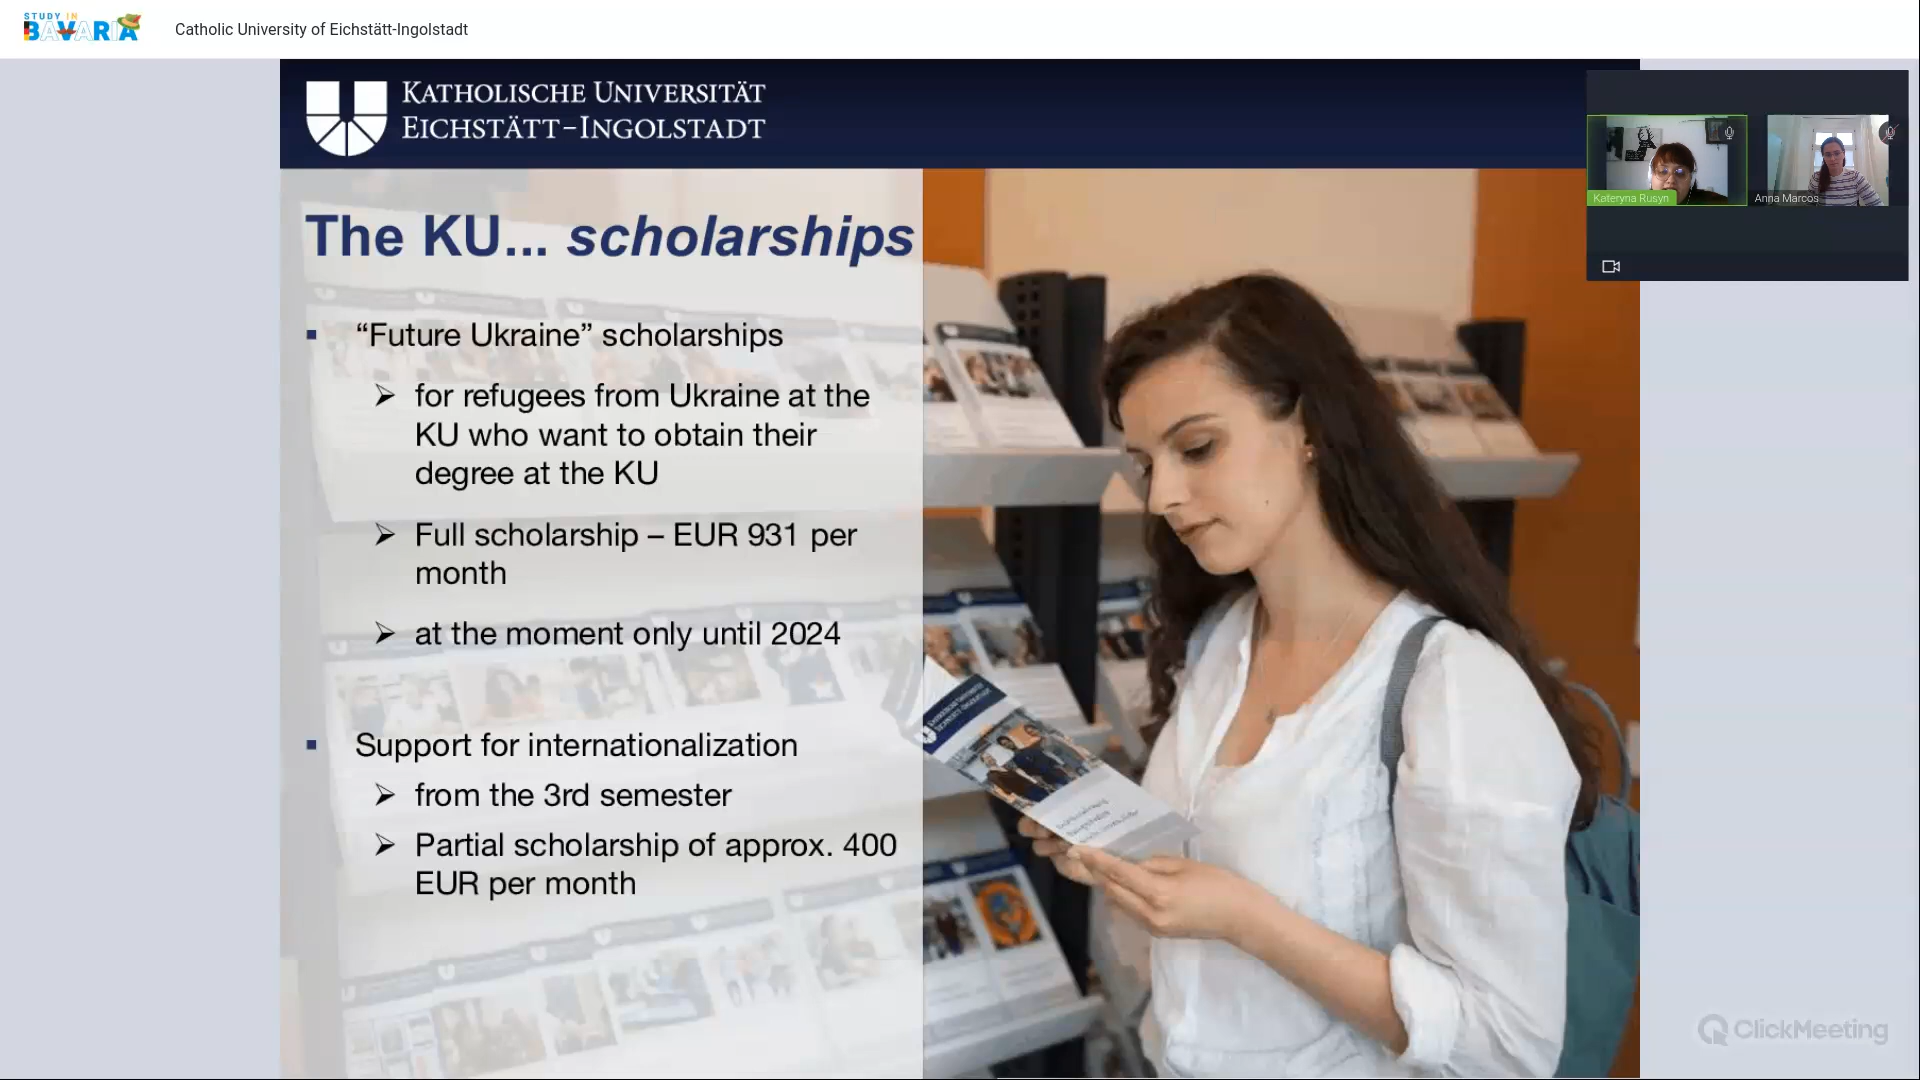 STUDY IN
BAVARIA
Catholic University of Eichstätt-Ingolstadt
KATHOLISCHE UNIVERSITÄT
EICHSTÄTT-INGOLSTADT
Kateryna Rusyn
Anna Marcos
The KU... scholarships
“Future Ukraine” scholarships
for refugees from Ukraine at the
KU who want to obtain their
degree at the KU
Full scholarship – EUR 931 per
month
at the moment only until 2024
Support for internationalization
from the 3rd semester
Partial scholarship of approx. 400
EUR per month
ClickMeeting